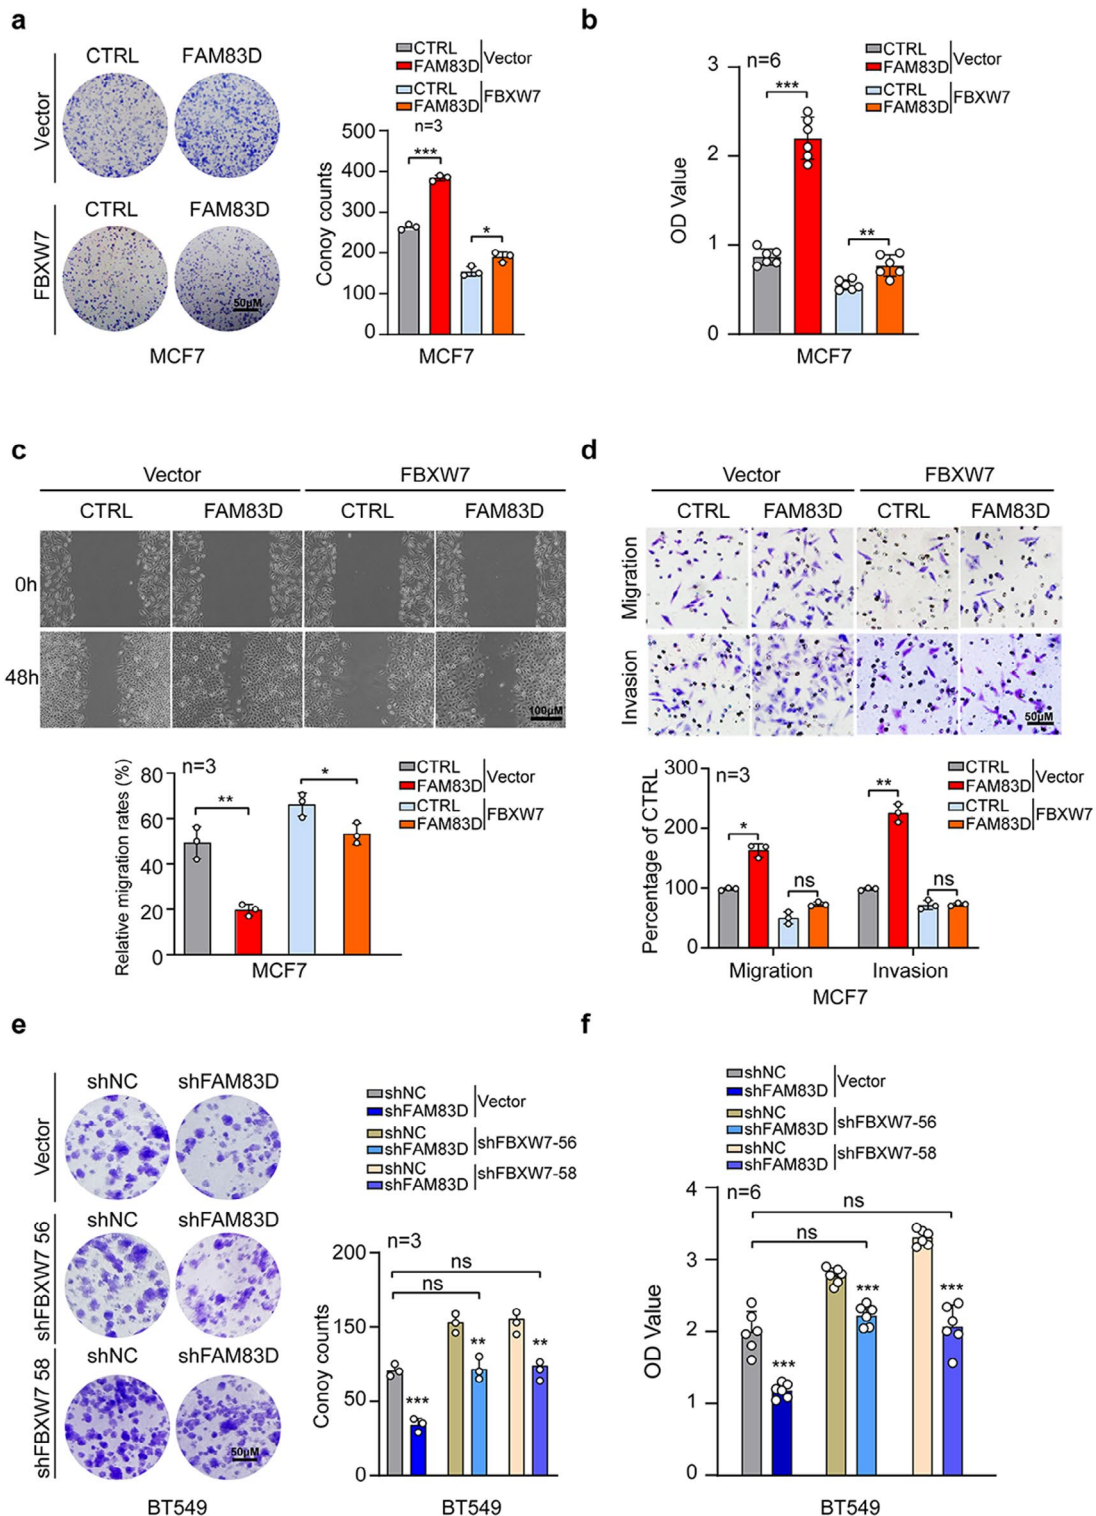 a
CTRL FAM83D
Vector
CTRL FAM83D
FBXW7
50μM
MCF7
CTRL
FAM83D
Vector
CTRL
FAM83D
FBXW7
n=3
Conoy counts
500
400
300
200
100
0
***
*
MCF7
b
n=6
CTRL
FAM83D
Vector
CTRL
FAM83D
FBXW7
OD Value
3
2
1
0
***
**
MCF7
c
Vector FBXW7
CTRL FAM83D CTRL FAM83D
0h
48h
100μM
n=3
CTRL
FAM83D
Vector
CTRL
FAM83D
FBXW7
Relative migration rates (%)
80
60
40
20
0
**
*
MCF7
d
Vector FBXW7
CTRL FAM83D CTRL FAM83D
Migration
Invasion
50μM
n=3
CTRL
FAM83D
Vector
CTRL
FAM83D
FBXW7
Percentage of CTRL
300
200
100
0
*
ns
**
ns
Migration Invasion
MCF7
e
shNC shFAM83D
Vector
shNC shFAM83D
shFBXW7 56
shNC shFAM83D
shFBXW7 58
50μM
BT549
shNC
shFAM83D
Vector
shNC
shFAM83D
shFBXW7-56
shNC
shFAM83D
shFBXW7-58
n=3
Conoy counts
200
150
50
0
ns
ns
***
**
**
BT549
f
shNC
shFAM83D
Vector
shNC
shFAM83D
shFBXW7-56
shNC
shFAM83D
shFBXW7-58
n=6
OD Value
4
3
2
1
0
ns
ns
***
***
***
BT549